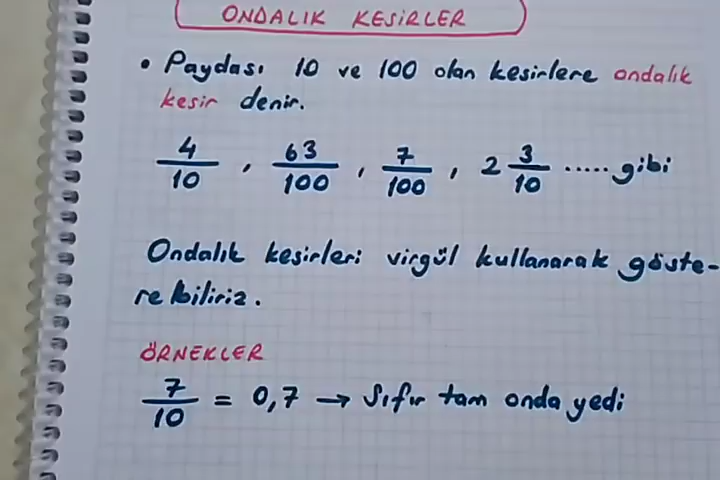 ONDALIK KESİRLER
• Paydası 10 ve 100 olan kesirlere ondalık
kesir denir.
4/10 , 63/100 , 7/100 , 2 3/10 ..... gibi
Ondalık kesirleri virgül kullanarak göste-
rebiliriz.
ÖRNEKLER
7/10 = 0,7 → Sıfır tam onda yedi